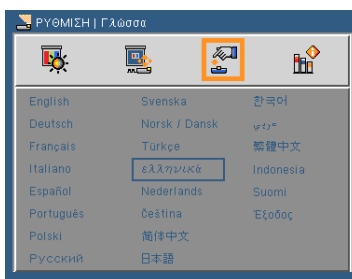 ΡΥΘΜΙΣΗ | Γλώσσα
English Svenska 한국어
Deutsch Norsk / Dansk
Français Türkçe 繁體中文
Italiano ελληνικά Indonesia
Español Nederlands Suomi
Português Čeština Έξοδος
Polski 简体中文
Русский 日本語